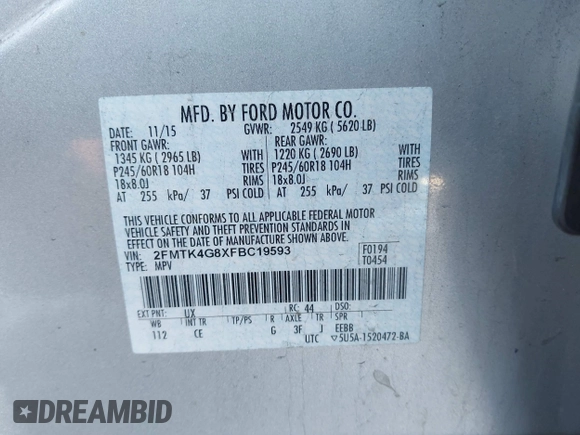 MFD. BY FORD MOTOR CO.
DATE: 11/15 GVWR: 2549 KG ( 5620 LB)
FRONT GAWR: REAR GAWR:
1345 KG ( 2965 LB) WITH 1220 KG ( 2690 LB) WITH
P245/60R18 104H TIRES P245/60R18 104H TIRES
18x8.0J RIMS 18x8.0J RIMS
AT 255 kPa/ 37 PSI COLD AT 255 kPa/ 37 PSI COLD
THIS VEHICLE CONFORMS TO ALL APPLICABLE FEDERAL MOTOR
VEHICLE SAFETY AND THEFT PREVENTION STANDARDS IN
EFFECT ON THE DATE OF MANUFACTURE SHOWN ABOVE.
VIN: 2FMTK4G8XFBC19593 F0194
TYPE: MPV T0454
EXT PNT: UX RC: 44 DSO:
WB INT TR TP/PS R AXLE TR SPR
112 CE G 3F J EEBB
UTC ▽5U5A-1520472-BA
DREAMBID